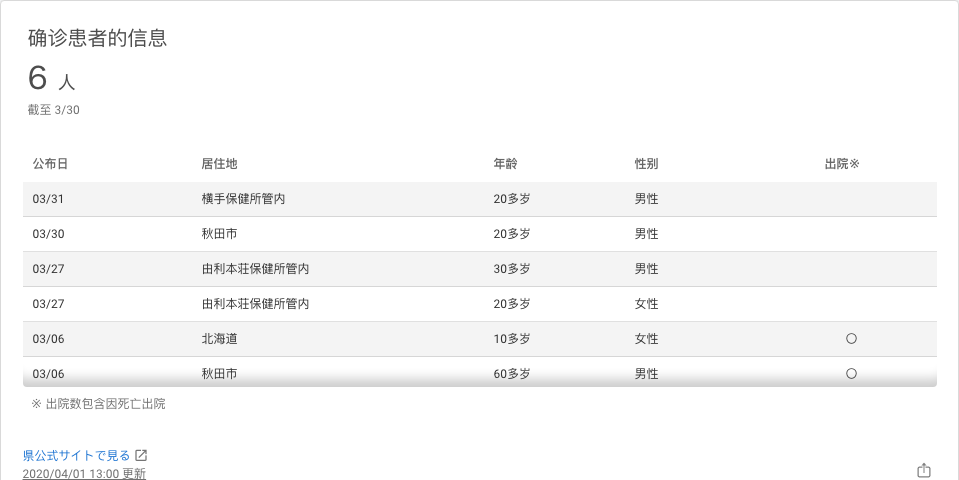 确诊患者的信息
6 人
截至 3/30
公布日 居住地 年龄 性别 出院※
03/31 横手保健所管内 20多岁 男性
03/30 秋田市 20多岁 男性
03/27 由利本荘保健所管内 30多岁 男性
03/27 由利本荘保健所管内 20多岁 女性
03/06 北海道 10多岁 女性 〇
03/06 秋田市 60多岁 男性 〇
※ 出院数包含因死亡出院
県公式サイトで見る
2020/04/01 13:00 更新